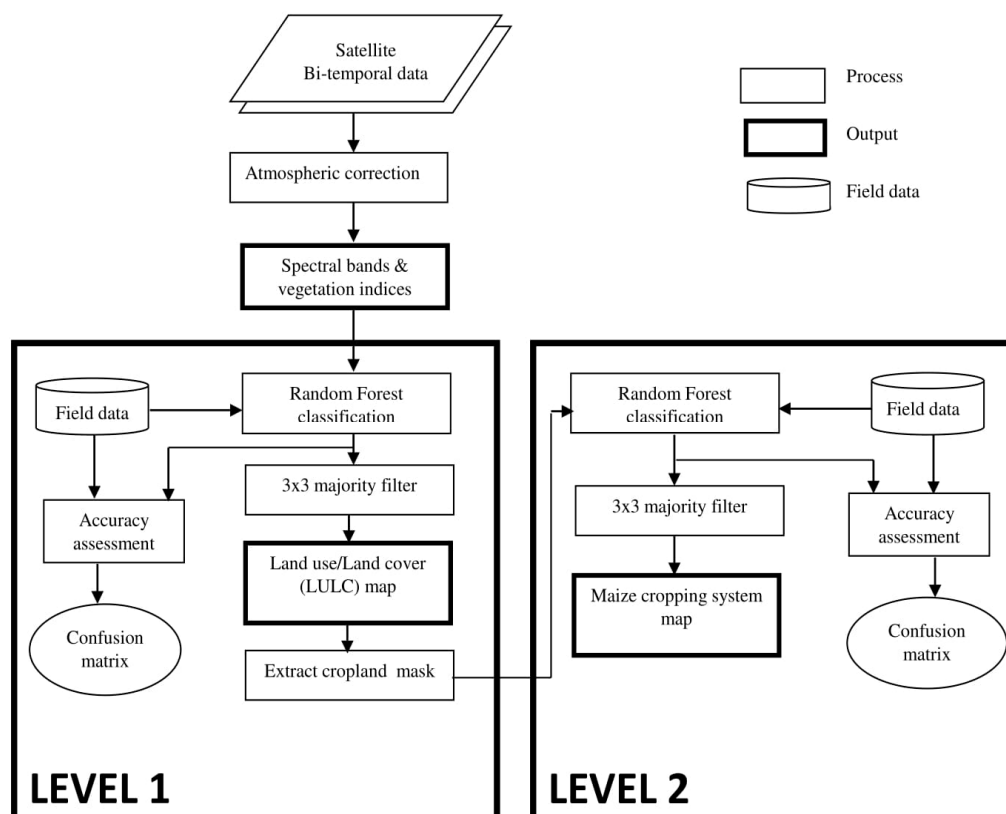 Satellite
Bi-temporal data
Atmospheric correction
Spectral bands &
vegetation indices
Process
Output
Field data
Field data
Random Forest
classification
3x3 majority filter
Accuracy
assessment
Land use/Land cover
(LULC) map
Confusion
matrix
Extract cropland mask
LEVEL 1
Random Forest
classification
Field data
3x3 majority filter
Accuracy
assessment
Maize cropping system
map
Confusion
matrix
LEVEL 2